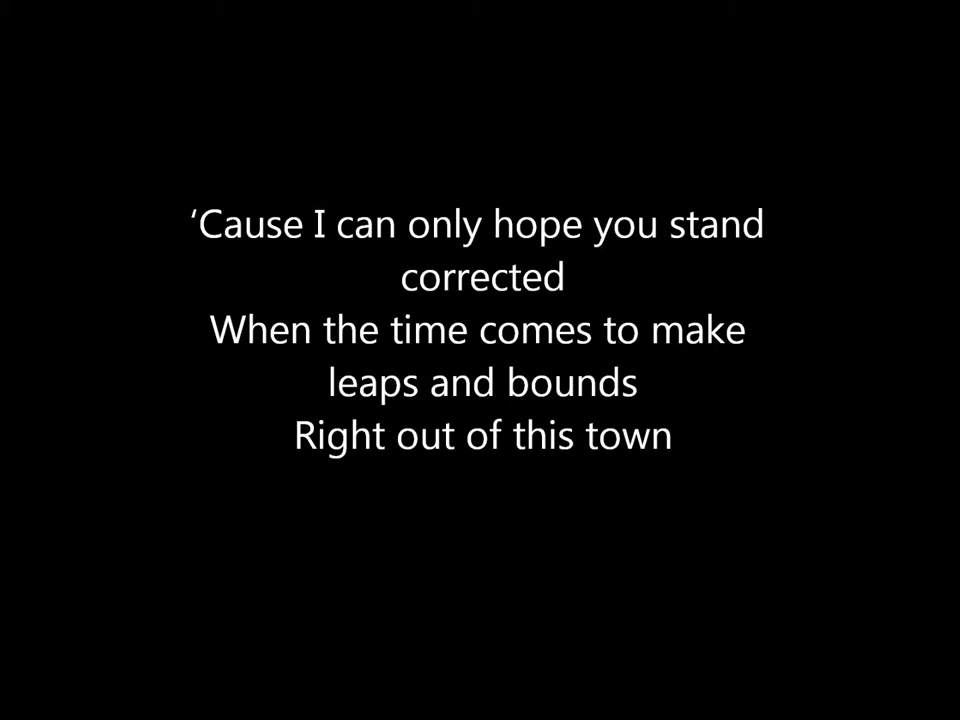 ‘Cause I can only hope you stand
corrected
When the time comes to make
leaps and bounds
Right out of this town